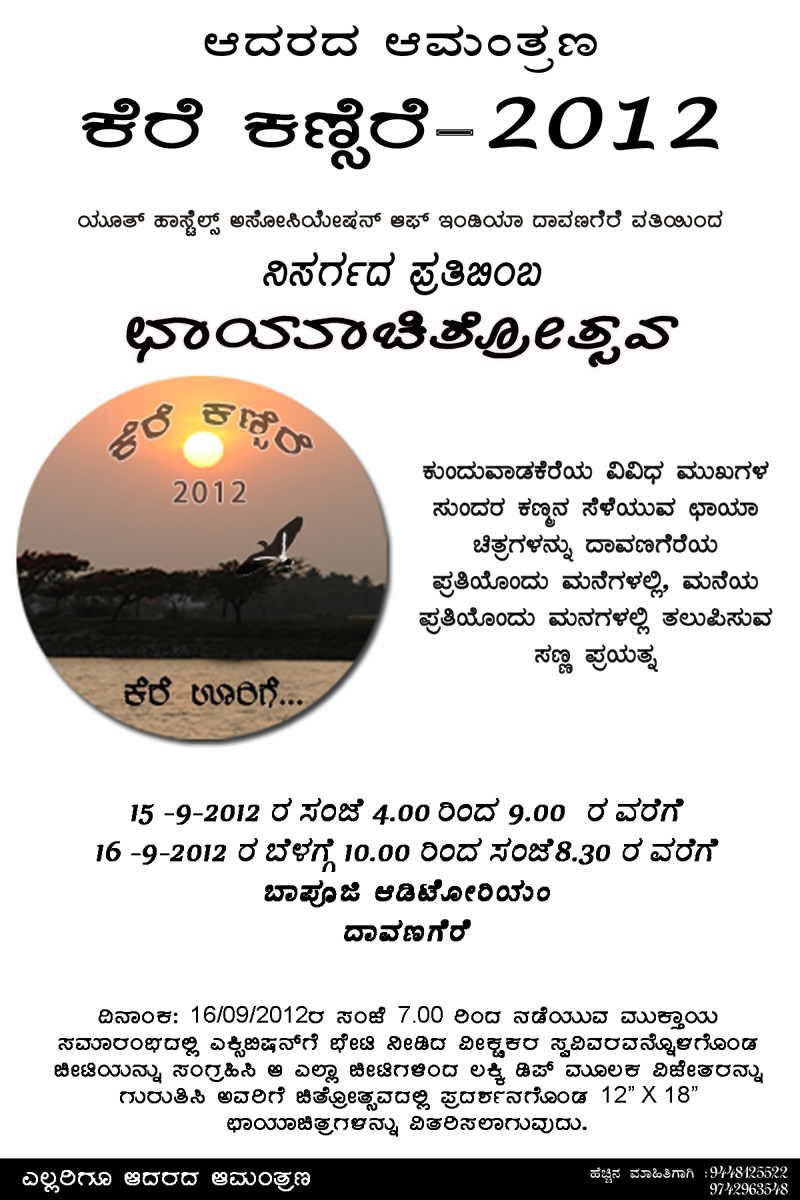 ಆದರದ ಆಮಂತ್ರಣ
ಕೆರೆ ಕಣ್ಸೆರೆ-2012
ಯೂತ್ ಹಾಸ್ಟೆಲ್ಸ್ ಅಸೋಸಿಯೇಷನ್ ಆಫ್ ಇಂಡಿಯಾ ದಾವಣಗೆರೆ ವತಿಯಿಂದ
ನಿಸರ್ಗದ ಪ್ರತಿಬಿಂಬ
ಛಾಯಾಚಿತ್ರೋತ್ಸವ
ಕೆರೆ ಕಣ್ಸೆರೆ
2012
ಕೆರೆ ಊರಿಗೆ...
ಕುಂದುವಾಡಕೆರೆಯ ವಿವಿಧ ಮುಖಗಳ
ಸುಂದರ ಕಣ್ಮನ ಸೆಳೆಯುವ ಛಾಯಾ
ಚಿತ್ರಗಳನ್ನು ದಾವಣಗೆರೆಯ
ಪ್ರತಿಯೊಂದು ಮನೆಗಳಲ್ಲಿ, ಮನೆಯ
ಪ್ರತಿಯೊಂದು ಮನಗಳಲ್ಲಿ ತಲುಪಿಸುವ
ಸಣ್ಣ ಪ್ರಯತ್ನ
15 -9-2012 ರ ಸಂಜೆ 4.00 ರಿಂದ 9.00 ರ ವರೆಗೆ
16 -9-2012 ರ ಬೆಳಗ್ಗೆ 10.00 ರಿಂದ ಸಂಜೆ8.30 ರ ವರೆಗೆ
ಬಾಪೂಜಿ ಆಡಿಟೋರಿಯಂ
ದಾವಣಗೆರೆ
ದಿನಾಂಕ: 16/09/2012ರ ಸಂಜೆ 7.00 ರಿಂದ ನಡೆಯುವ ಮುಕ್ತಾಯ
ಸಮಾರಂಭದಲ್ಲಿ ಎಕ್ಸಿಬಿಷನ್‌ಗೆ ಭೇಟಿ ನೀಡಿದ ವೀಕ್ಷಕರ ಸ್ವವಿವರವನ್ನೊಳಗೊಂಡ
ಚೀಟಿಯನ್ನು ಸಂಗ್ರಹಿಸಿ ಆ ಎಲ್ಲಾ ಚೀಟಿಗಳಿಂದ ಲಕ್ಕಿ ಡಿಪ್ ಮೂಲಕ ವಿಜೇತರನ್ನು
ಗುರುತಿಸಿ ಅವರಿಗೆ ಚಿತ್ರೋತ್ಸವದಲ್ಲಿ ಪ್ರದರ್ಶನಗೊಂಡ 12” X 18”
ಛಾಯಾಚಿತ್ರಗಳನ್ನು ವಿತರಿಸಲಾಗುವುದು.
ಎಲ್ಲರಿಗೂ ಆದರದ ಆಮಂತ್ರಣ
ಹೆಚ್ಚಿನ ಮಾಹಿತಿಗಾಗಿ :9448125522
9742963548